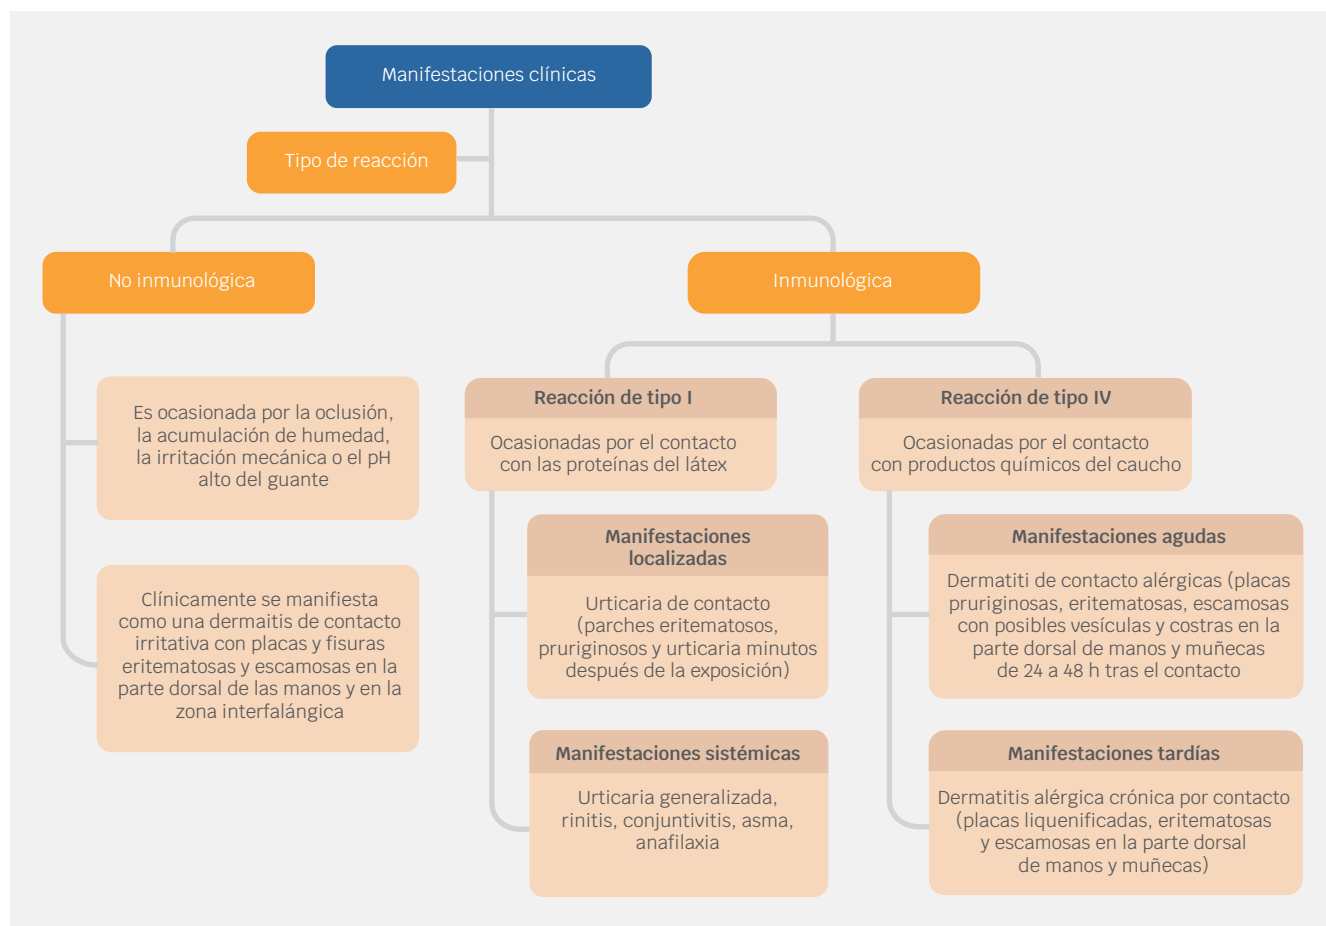 Manifestaciones clínicas
Tipo de reacción
No inmunológica
Inmunológica
Es ocasionada por la oclusión,
la acumulación de humedad,
la irritación mecánica o el pH
alto del guante
Clínicamente se manifiesta
como una dermaitis de contacto
irritativa con placas y fisuras
eritematosas y escamosas en la
parte dorsal de las manos y en la
zona interfalángica
Reacción de tipo I
Ocasionadas por el contacto
con las proteínas del látex
Manifestaciones
localizadas
Urticaria de contacto
(parches eritematosos,
pruriginosos y urticaria minutos
después de la exposición)
Manifestaciones sistémicas
Urticaria generalizada,
rinitis, conjuntivitis, asma,
anafilaxia
Reacción de tipo IV
Ocasionadas por el contacto
con productos químicos del caucho
Manifestaciones agudas
Dermatiti de contacto alérgicas (placas
pruriginosas, eritematosas, escamosas
con posibles vesículas y costras en la
parte dorsal de manos y muñecas
de 24 a 48 h tras el contacto
Manifestaciones tardías
Dermatitis alérgica crónica por contacto
(placas liquenificadas, eritematosas
y escamosas en la parte dorsal
de manos y muñecas)